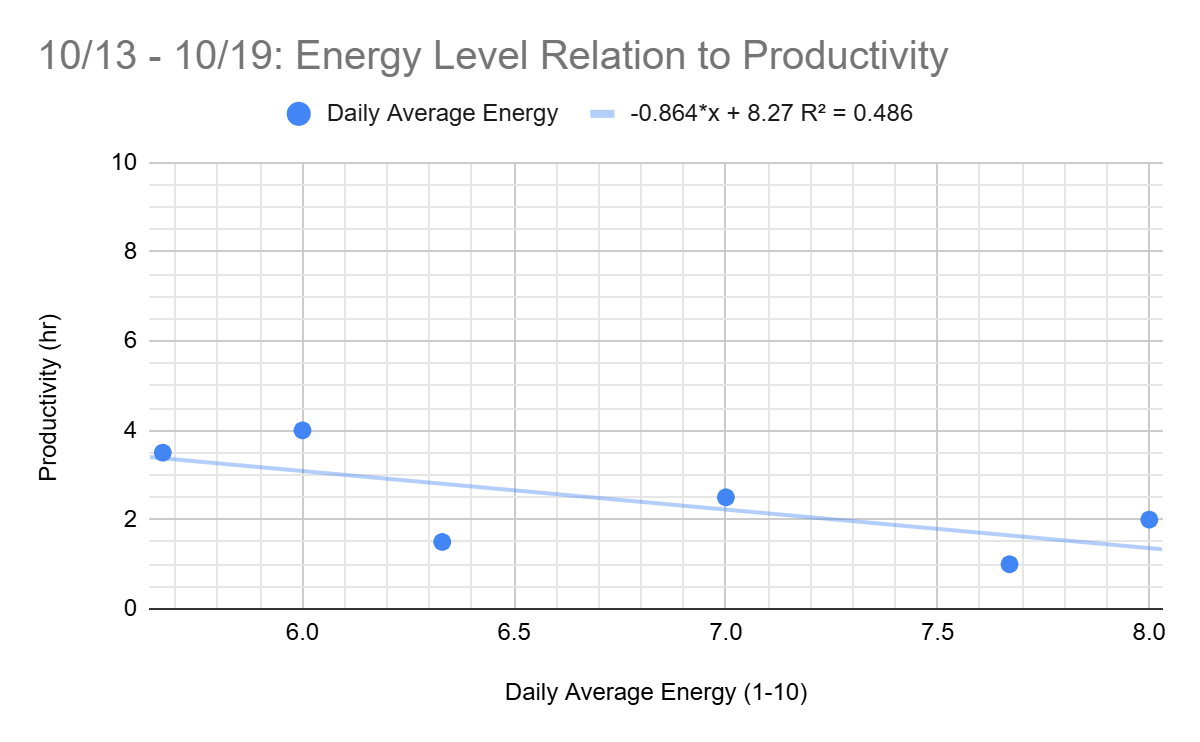 10/13 - 10/19: Energy Level Relation to Productivity
Daily Average Energy
-0.864*x + 8.27 R² = 0.486
10
8
6
4
2
0
Productivity (hr)
6.0
6.5
7.0
7.5
8.0
Daily Average Energy (1-10)